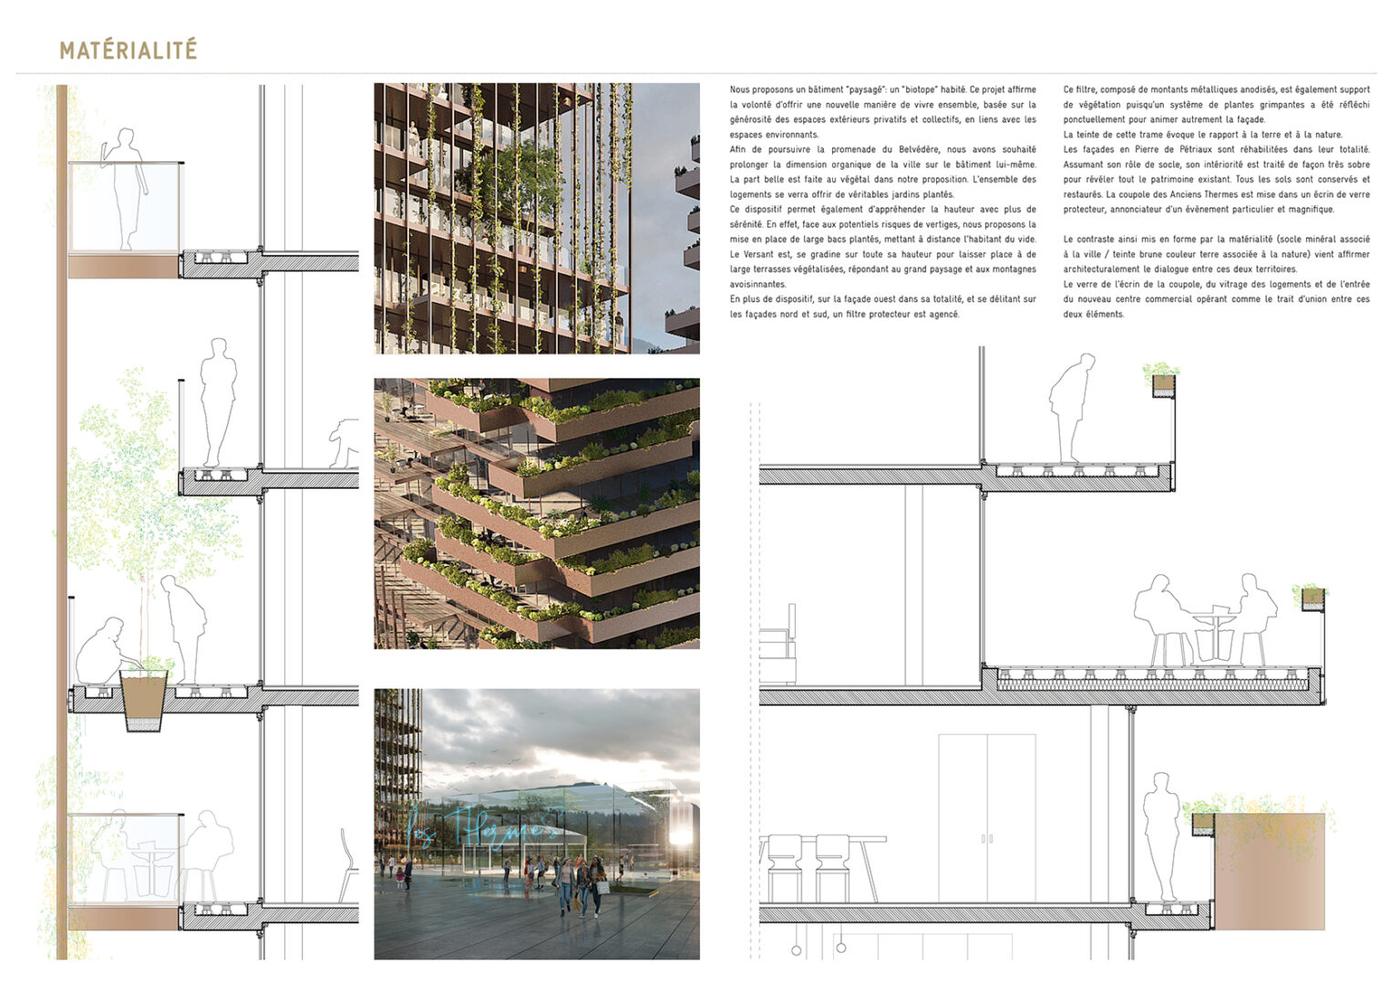 MATÉRIALITÉ
Nous proposons un bâtiment "paysagé": un "biotope" habité. Ce projet affirme
la volonté d'offrir une nouvelle manière de vivre ensemble, basée sur la
générosité des espaces extérieurs privatifs et collectifs, en liens avec les
espaces environnants.
Afin de poursuivre la promenade du Belvédère, nous avons souhaité
prolonger la dimension organique de la ville sur le bâtiment lui-même.
La part belle est faite au végétal dans notre proposition. L'ensemble des
logements se verra offrir de véritables jardins plantés.
Ce dispositif permet également d'appréhender la hauteur avec plus de
sérénité. En effet, face aux potentiels risques de vertiges, nous proposons la
mise en place de large bacs plantés, mettant à distance l'habitant du vide.
Le Versant est, se gradine sur toute sa hauteur pour laisser place à de
large terrasses végétalisées, répondant au grand paysage et aux montagnes
avoisinnantes.
En plus de dispositif, sur la façade ouest dans sa totalité, et se délitant sur
les façades nord et sud, un filtre protecteur est agencé.
Ce filtre, composé de montants métalliques anodisés, est également support
de végétation puisqu'un système de plantes grimpantes a été réfléchi
ponctuellement pour animer autrement la façade.
La teinte de cette trame évoque le rapport à la terre et à la nature.
Les façades en Pierre de Pétriaux sont réhabilitées dans leur totalité.
Assumant son rôle de socle, son intériorité est traité de façon très sobre
pour révéler tout le patrimoine existant. Tous les sols sont conservés et
restaurés. La coupole des Anciens Thermes est mise dans un écrin de verre
protecteur, annonciateur d'un évènement particulier et magnifique.
Le contraste ainsi mis en forme par la matérialité (socle minéral associé
à la ville / teinte brune couleur terre associée à la nature) vient affirmer
architecturalement le dialogue entre ces deux territoires.
Le verre de l'écrin de la coupole, du vitrage des logements et de l'entrée
du nouveau centre commercial opérant comme le trait d'union entre ces
deux éléments.
les Thermes